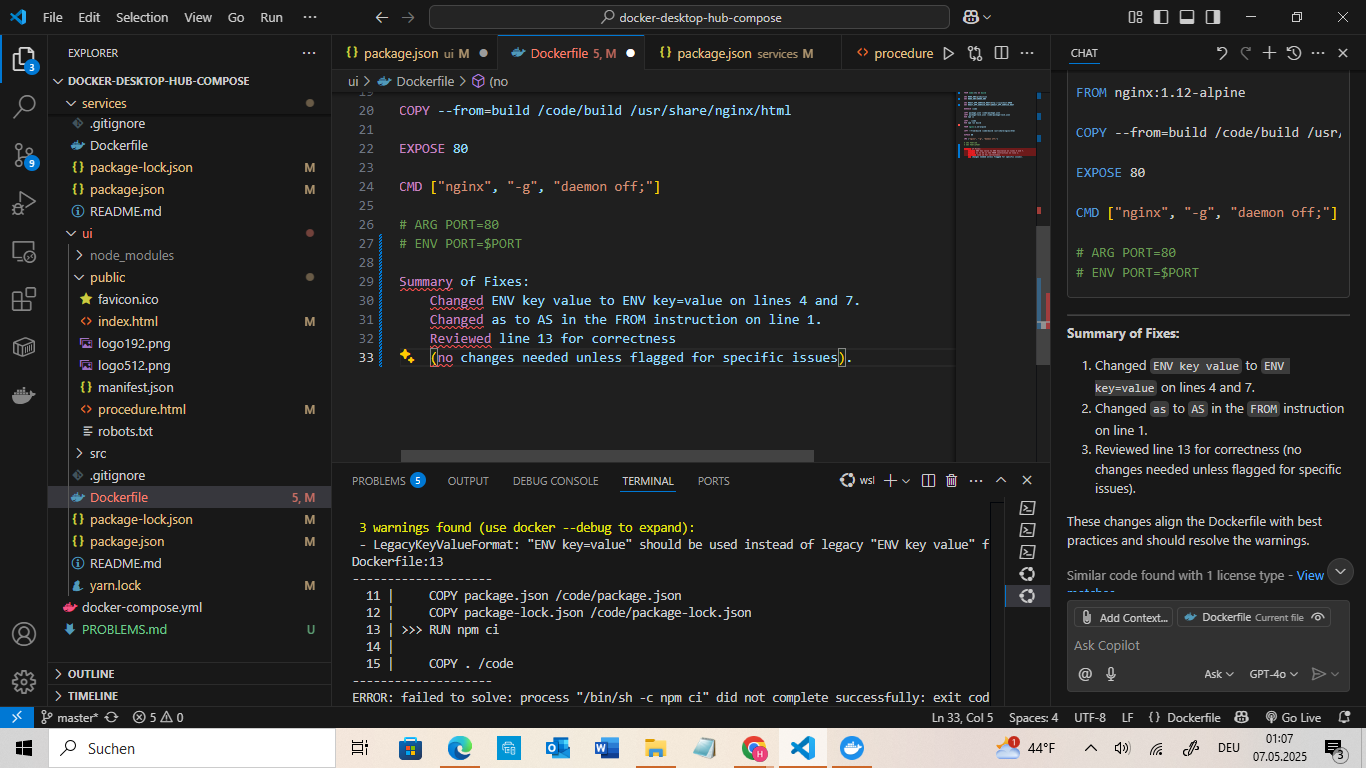 File Edit Selection View Go Run ··· docker-desktop-hub-compose
EXPLORER
DOCKER-DESKTOP-HUB-COMPOSE
services
.gitignore
Dockerfile
package-lock.json M
package.json M
README.md
ui
node_modules
public
favicon.ico
index.html M
logo192.png
logo512.png
manifest.json
procedure.html M
robots.txt
src
.gitignore
Dockerfile 5, M
package-lock.json M
package.json M
README.md
yarn.lock M
docker-compose.yml
PROBLEMS.md U
OUTLINE
TIMELINE
3
9
package.json ui M Dockerfile 5, M package.json services M procedure
ui > Dockerfile > (no
20 COPY --from=build /code/build /usr/share/nginx/html
21
22 EXPOSE 80
23
24 CMD ["nginx", "-g", "daemon off;"]
25
26 # ARG PORT=80
27 # ENV PORT=$PORT
28
29 Summary of Fixes:
30 Changed ENV key value to ENV key=value on lines 4 and 7.
31 Changed as to AS in the FROM instruction on line 1.
32 Reviewed line 13 for correctness
33 (no changes needed unless flagged for specific issues).
PROBLEMS 5 OUTPUT DEBUG CONSOLE TERMINAL PORTS wsl
3 warnings found (use docker --debug to expand):
- LegacyKeyValueFormat: "ENV key=value" should be used instead of legacy "ENV key value" f
Dockerfile:13
--------------------
11 | COPY package.json /code/package.json
12 | COPY package-lock.json /code/package-lock.json
13 | >>> RUN npm ci
14 |
15 | COPY . /code
--------------------
ERROR: failed to solve: process "/bin/sh -c npm ci" did not complete successfully: exit cod
CHAT
FROM nginx:1.12-alpine
COPY --from=build /code/build /usr/
EXPOSE 80
CMD ["nginx", "-g", "daemon off;"]
# ARG PORT=80
# ENV PORT=$PORT
Summary of Fixes:
1. Changed ENV key value to ENV
key=value on lines 4 and 7.
2. Changed as to AS in the FROM instruction
on line 1.
3. Reviewed line 13 for correctness (no
changes needed unless flagged for specific
issues).
These changes align the Dockerfile with best
practices and should resolve the warnings.
Similar code found with 1 license type - View
Add Context... Dockerfile Current file
Ask Copilot
@ Ask GPT-4o
master* 5 0 Ln 33, Col 5 Spaces: 4 UTF-8 LF Dockerfile Go Live
Suchen
1
44°F
DEU
01:07
07.05.2025
3